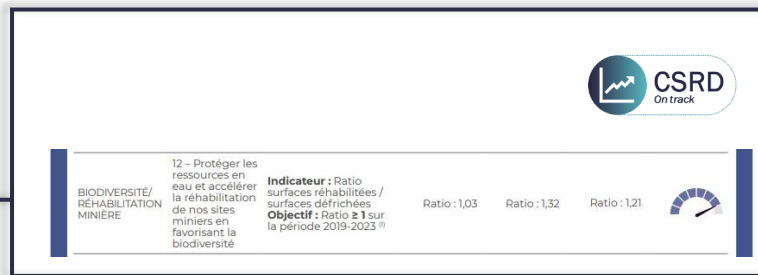 CSRD
On track
BIODIVERSITÉ/
RÉHABILITATION
MINIÈRE
12 – Protéger les
ressources en
eau et accélérer
la réhabilitation
de nos sites
miniers en
favorisant la
biodiversité
Indicateur : Ratio
surfaces réhabilitées /
surfaces défrichées
Objectif : Ratio ≥ 1 sur
la période 2019-2023 (1)
Ratio : 1,03
Ratio : 1,32
Ratio : 1,21